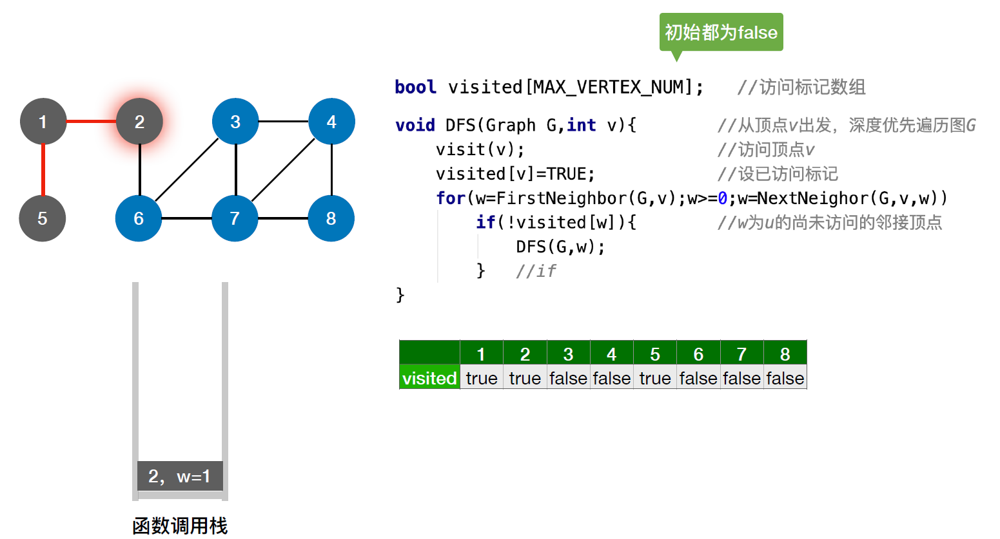 初始都为false
bool visited[MAX_VERTEX_NUM]; //访问标记数组
void DFS(Graph G,int v){ //从顶点v出发，深度优先遍历图G
visit(v); //访问顶点v
visited[v]=TRUE; //设已访问标记
for(w=FirstNeighbor(G,v);w>=0;w=NextNeighor(G,v,w))
if(!visited[w]){ //w为u的尚未访问的邻接顶点
DFS(G,w);
} //if
}
1 2 3 4
5 6 7 8
2，w=1
函数调用栈
1 2 3 4 5 6 7 8
visited true true false false true false false false